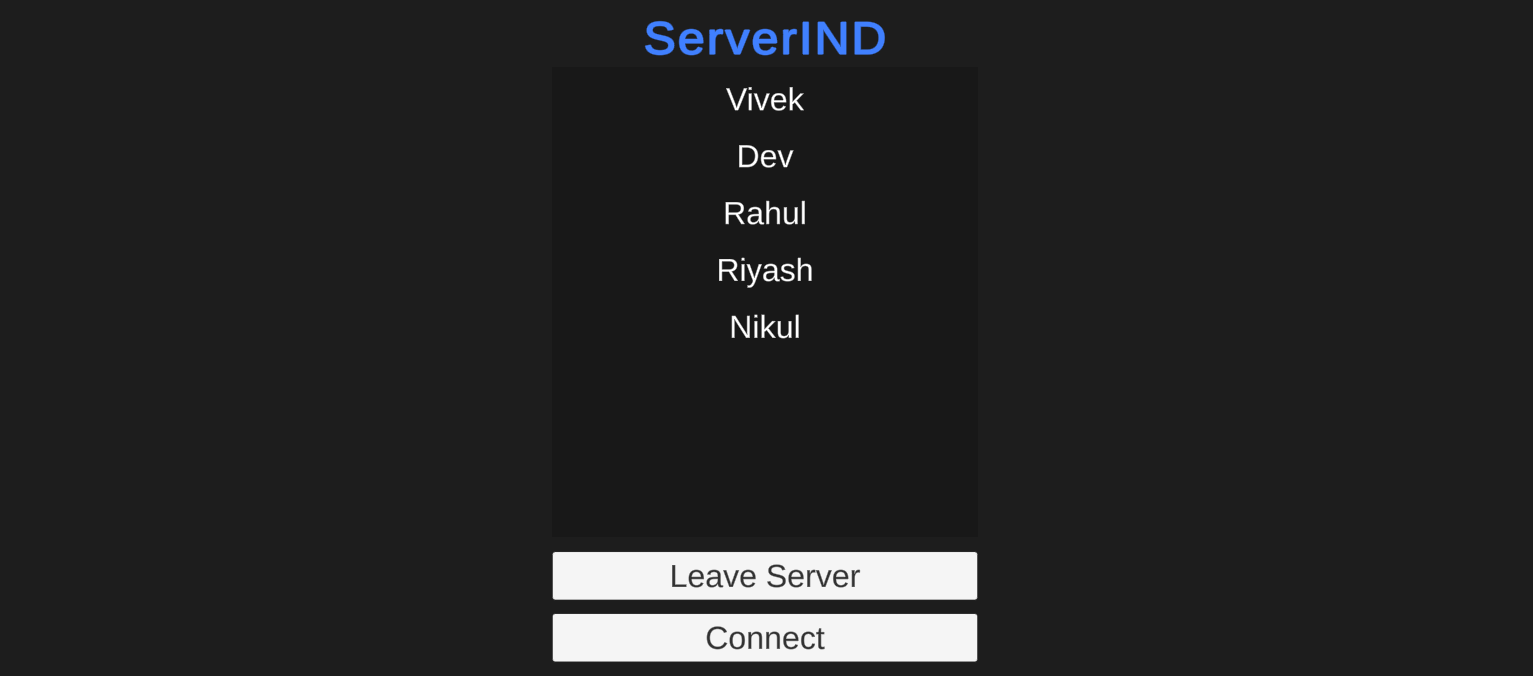 ServerIND
Vivek
Dev
Rahul
Riyash
Nikul
Leave Server
Connect